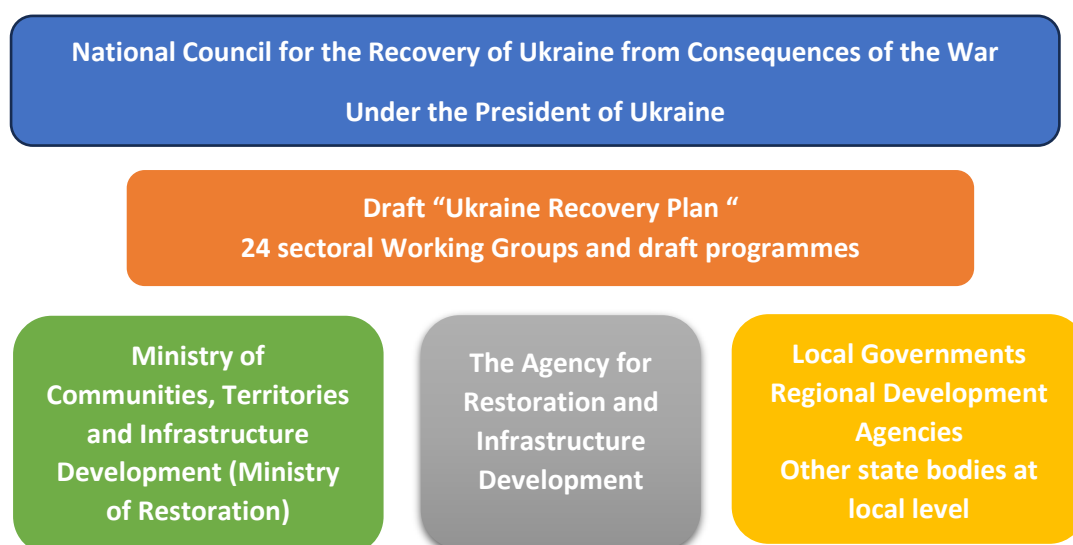 National Council for the Recovery of Ukraine from Consequences of the War
Under the President of Ukraine
Draft “Ukraine Recovery Plan “
24 sectoral Working Groups and draft programmes
Ministry of
Communities, Territories
and Infrastructure
Development (Ministry
of Restoration)
The Agency for
Restoration and
Infrastructure
Development
Local Governments
Regional Development
Agencies
Other state bodies at
local level